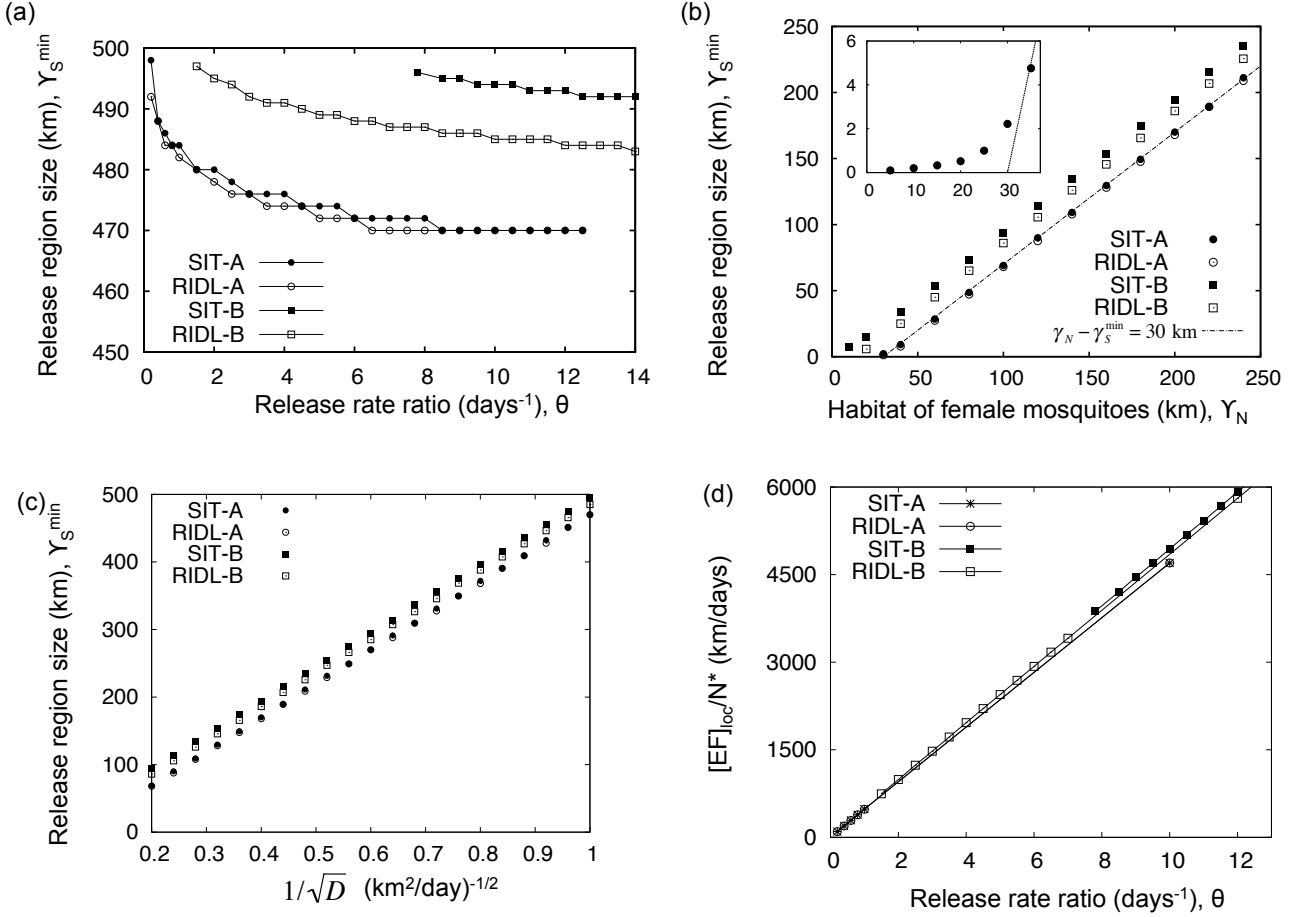 (a)
Release region size (km), ϒ_S^min
500
490
480
470
460
450
0 2 4 6 8 10 12 14
SIT-A
RIDL-A
SIT-B
RIDL-B
Release rate ratio (days⁻¹), θ
(b)
Release region size (km), ϒ_S^min
250
200
150
100
50
0
0 50 100 150 200 250
6
4
2
0
0 10 20 30
SIT-A
RIDL-A
SIT-B
RIDL-B
γ_N − γ_S^min = 30 km
Habitat of female mosquitoes (km), ϒ_N
(c)
Release region size (km), ϒ_S^min
500
400
300
200
100
0
0.2 0.3 0.4 0.5 0.6 0.7 0.8 0.9 1
SIT-A
RIDL-A
SIT-B
RIDL-B
1/√D (km²/day)^-1/2
(d)
[EF]_loc/N* (km/days)
6000
4500
3000
1500
0
0 2 4 6 8 10 12
SIT-A
RIDL-A
SIT-B
RIDL-B
Release rate ratio (days⁻¹), θ